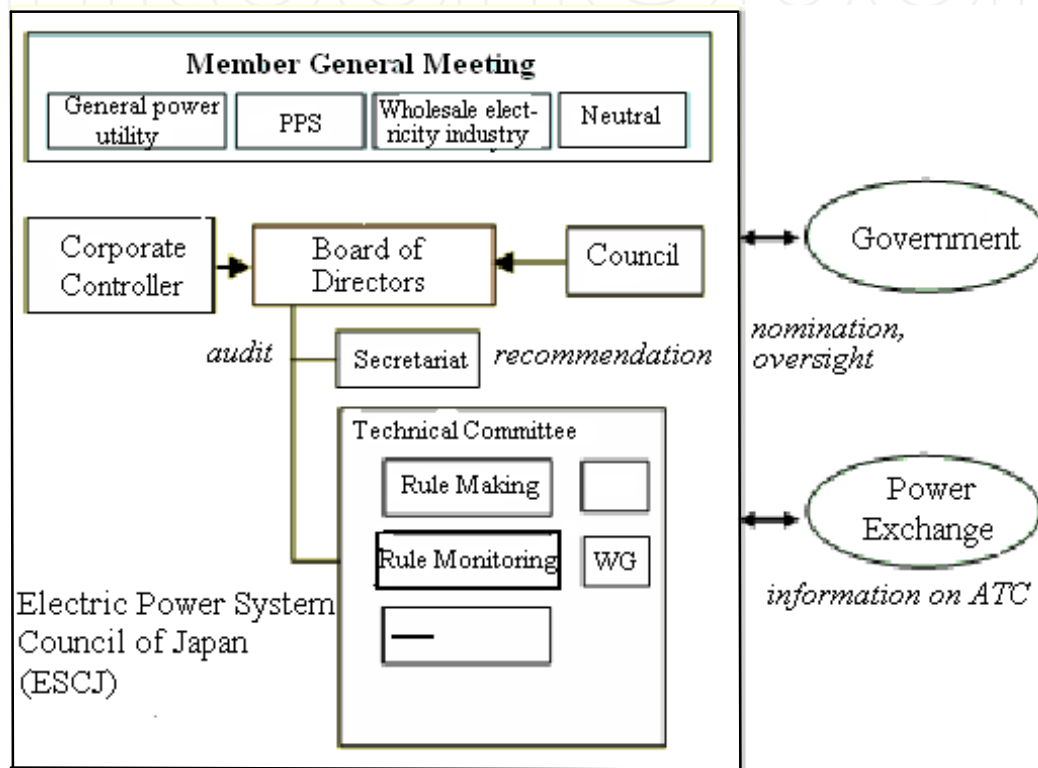 Member General Meeting
General power
utility
PPS
Wholesale elect-
ricity industry
Neutral
Corporate
Controller
Board of
Directors
Council
Government
audit
Secretariat
recommendation
nomination,
oversight
Technical Committee
Rule Making
Rule Monitoring
WG
Power
Exchange
information on ATC
Electric Power System
Council of Japan
(ESCJ)